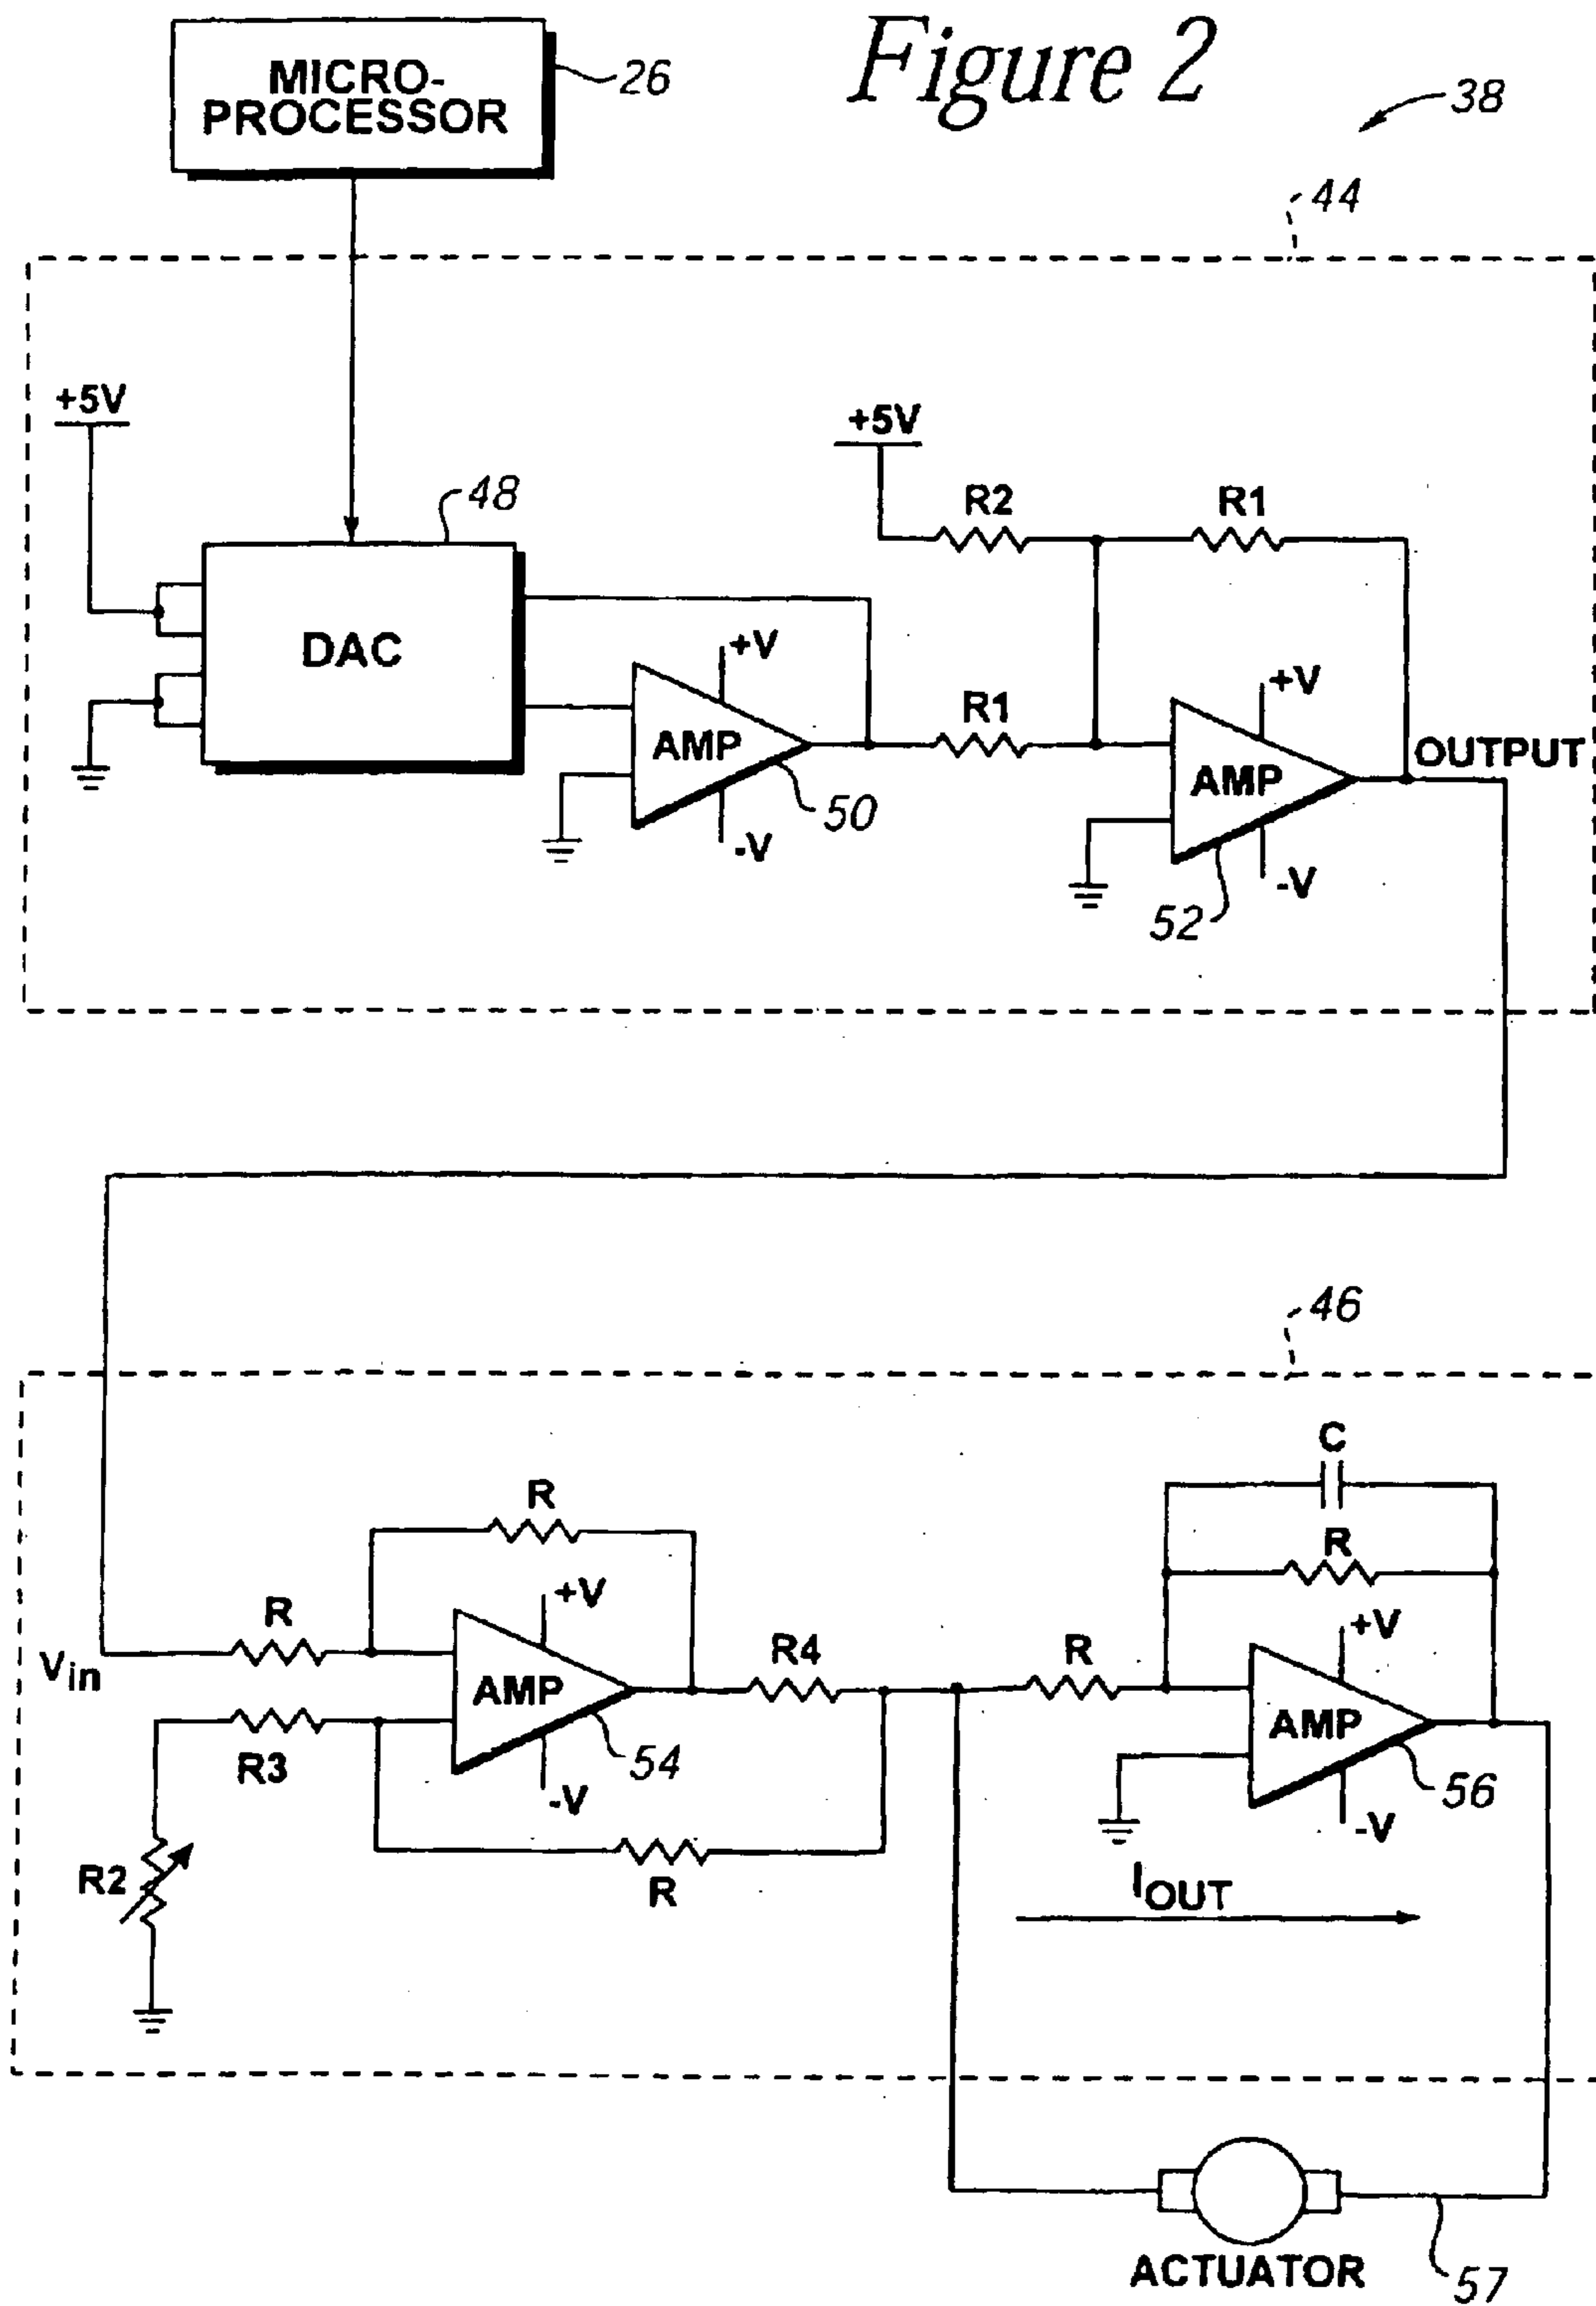 Figure 2
MICRO-
PROCESSOR
26
38
44
+5V
+5V
48
R2
R1
DAC
+V
AMP
50
-V
R1
+V
AMP
OUTPUT
52
-V
46
C
R
R
+V
R
+V
Vin
R
AMP
R4
R
AMP
54
56
R3
-V
-V
R2
R
IOUT
ACTUATOR
57